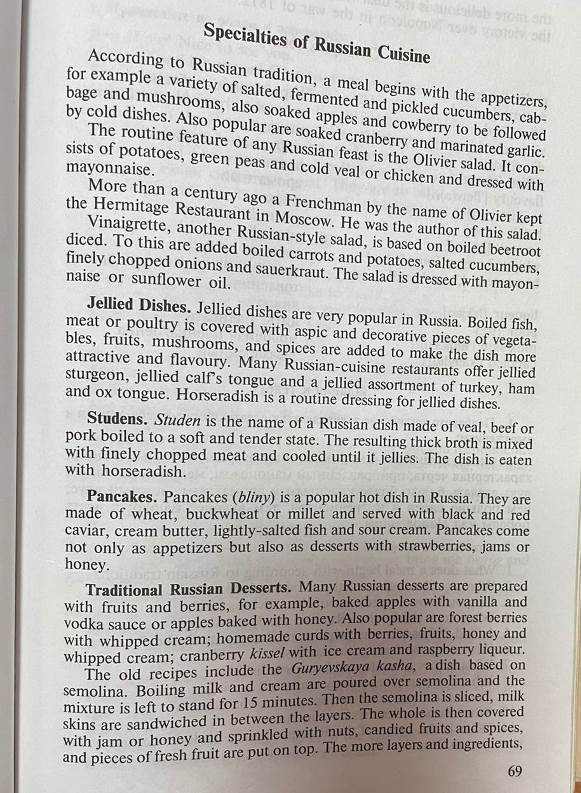 Specialties of Russian Cuisine
According to Russian tradition, a meal begins with the appetizers,
for example a variety of salted, fermented and pickled cucumbers, cab-
bage and mushrooms, also soaked apples and cowberry to be followed
by cold dishes. Also popular are soaked cranberry and marinated garlic.
The routine feature of any Russian feast is the Olivier salad. It con-
sists of potatoes, green peas and cold veal or chicken and dressed with
mayonnaise.
More than a century ago a Frenchman by the name of Olivier kept
the Hermitage Restaurant in Moscow. He was the author of this salad.
Vinaigrette, another Russian-style salad, is based on boiled beetroot
diced. To this are added boiled carrots and potatoes, salted cucumbers,
finely chopped onions and sauerkraut. The salad is dressed with mayon-
naise or sunflower oil.
Jellied Dishes. Jellied dishes are very popular in Russia. Boiled fish,
meat or poultry is covered with aspic and decorative pieces of vegeta-
bles, fruits, mushrooms, and spices are added to make the dish more
attractive and flavoury. Many Russian-cuisine restaurants offer jellied
sturgeon, jellied calf's tongue and a jellied assortment of turkey, ham
and ox tongue. Horseradish is a routine dressing for jellied dishes.
Studens. Studen is the name of a Russian dish made of veal, beef or
pork boiled to a soft and tender state. The resulting thick broth is mixed
with finely chopped meat and cooled until it jellies. The dish is eaten
with horseradish.
Pancakes. Pancakes (bliny) is a popular hot dish in Russia. They are
made of wheat, buckwheat or millet and served with black and red
caviar, cream butter, lightly-salted fish and sour cream. Pancakes come
not only as appetizers but also as desserts with strawberries, jams or
honey.
Traditional Russian Desserts. Many Russian desserts are prepared
with fruits and berries, for example, baked apples with vanilla and
vodka sauce or apples baked with honey. Also popular are forest berries
with whipped cream; homemade curds with berries, fruits, honey and
whipped cream; cranberry kissel with ice cream and raspberry liqueur.
The old recipes include the Guryevskaya kasha, a dish based on
semolina. Boiling milk and cream are poured over semolina and the
mixture is left to stand for 15 minutes. Then the semolina is sliced, milk
skins are sandwiched in between the layers. The whole is then covered
with jam or honey and sprinkled with nuts, candied fruits and spices,
and pieces of fresh fruit are put on top. The more layers and ingredients,
69